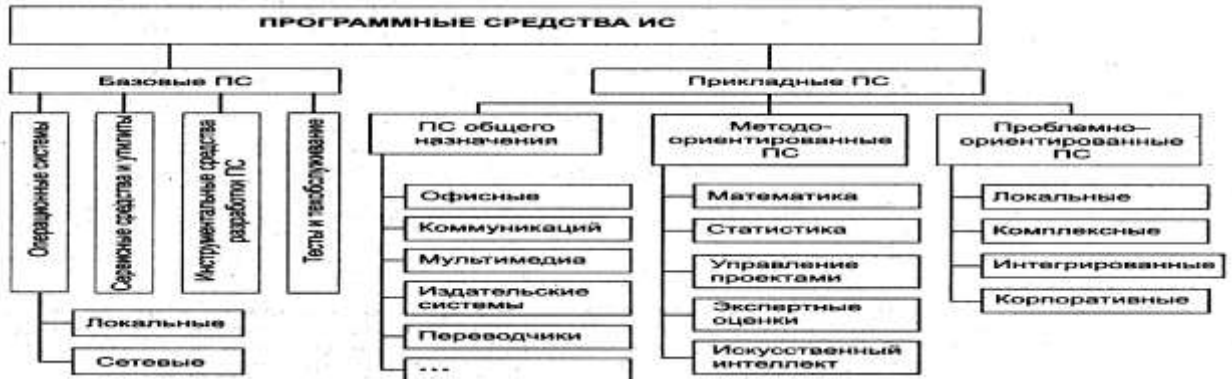 ПРОГРАММНЫЕ СРЕДСТВА ИС
Базовые ПС
Прикладные ПС
Операционные системы
Сервисные средства и утилиты
Инструментальные средства
разработки ПС
Тесты и техобслуживание
Локальные
Сетевые
ПС общего
назначения
Офисные
Коммуникаций
Мультимедиа
Издательские
системы
Переводчики
...
Методо-
ориентированные
ПС
Математика
Статистика
Управление
проектами
Экспертные
оценки
Искусственный
интеллект
Проблемно-
ориентированные
ПС
Локальные
Комплексные
Интегрированные
Корпоративные